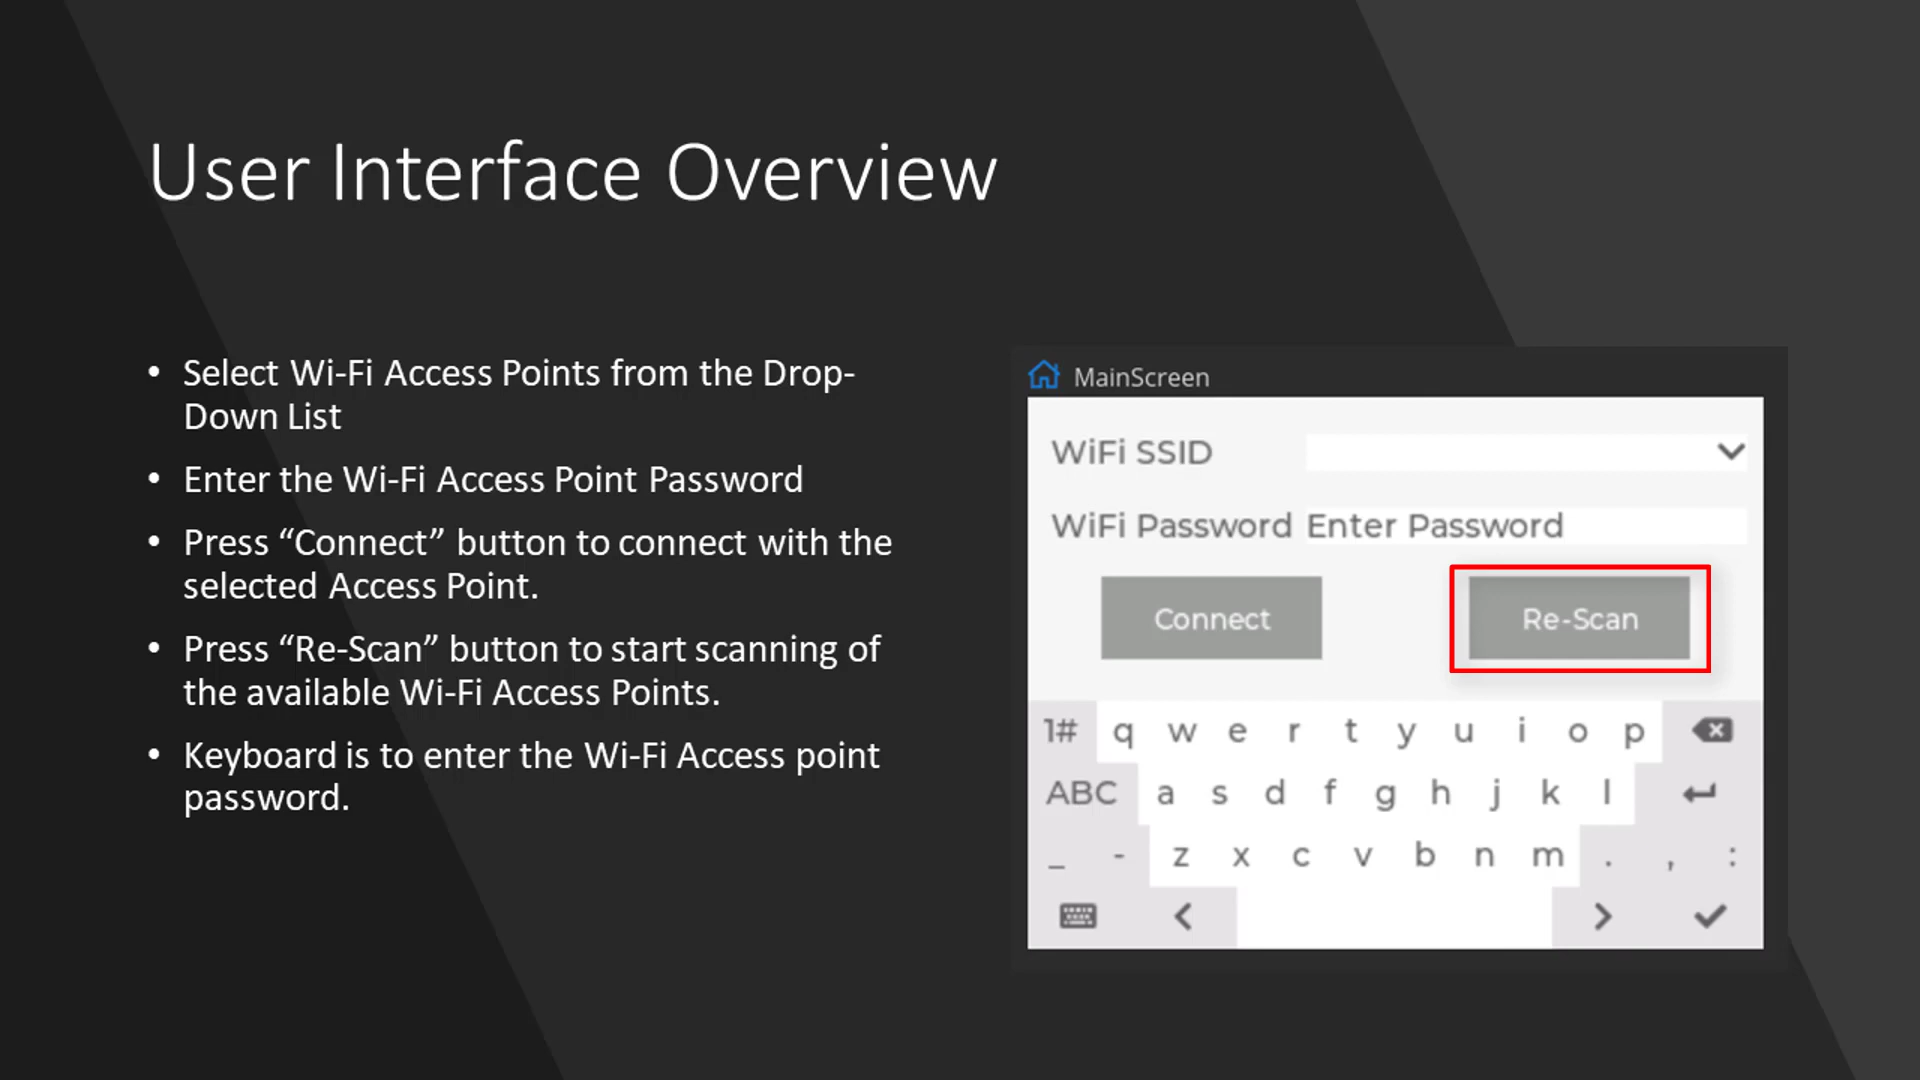 User Interface Overview
• Select Wi-Fi Access Points from the Drop-
Down List
• Enter the Wi-Fi Access Point Password
• Press “Connect” button to connect with the
selected Access Point.
• Press “Re-Scan” button to start scanning of
the available Wi-Fi Access Points.
• Keyboard is to enter the Wi-Fi Access point
password.
MainScreen
WiFi SSID
WiFi Password Enter Password
Connect Re-Scan
1# q w e r t y u i o p
ABC a s d f g h j k l
_ - z x c v b n m . , :